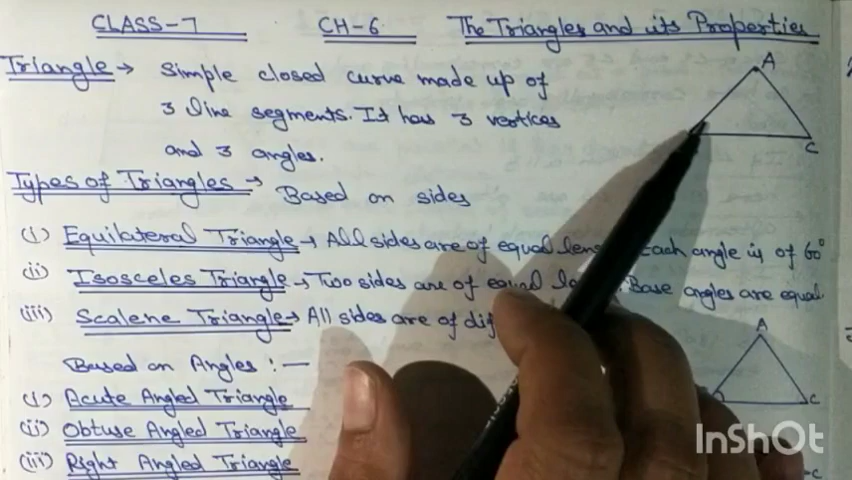 CLASS-7 CH-6 The Triangles and its Properties
Triangle → Simple closed curve made up of
3 line segments. It has 3 vertices
and 3 angles.
A
C
Types of Triangles → Based on sides
(i) Equilateral Triangle → All sides are of equal Each angle is of 60°
(ii) Isosceles Triangle → Two sides are of equal Base angles are equal.
(iii) Scalene Triangle → All sides are of
A
C
Based on Angles :—
(i) Acute Angled Triangle
(ii) Obtuse Angled Triangle
(iii) Right Angled Triangle
C
InShOt